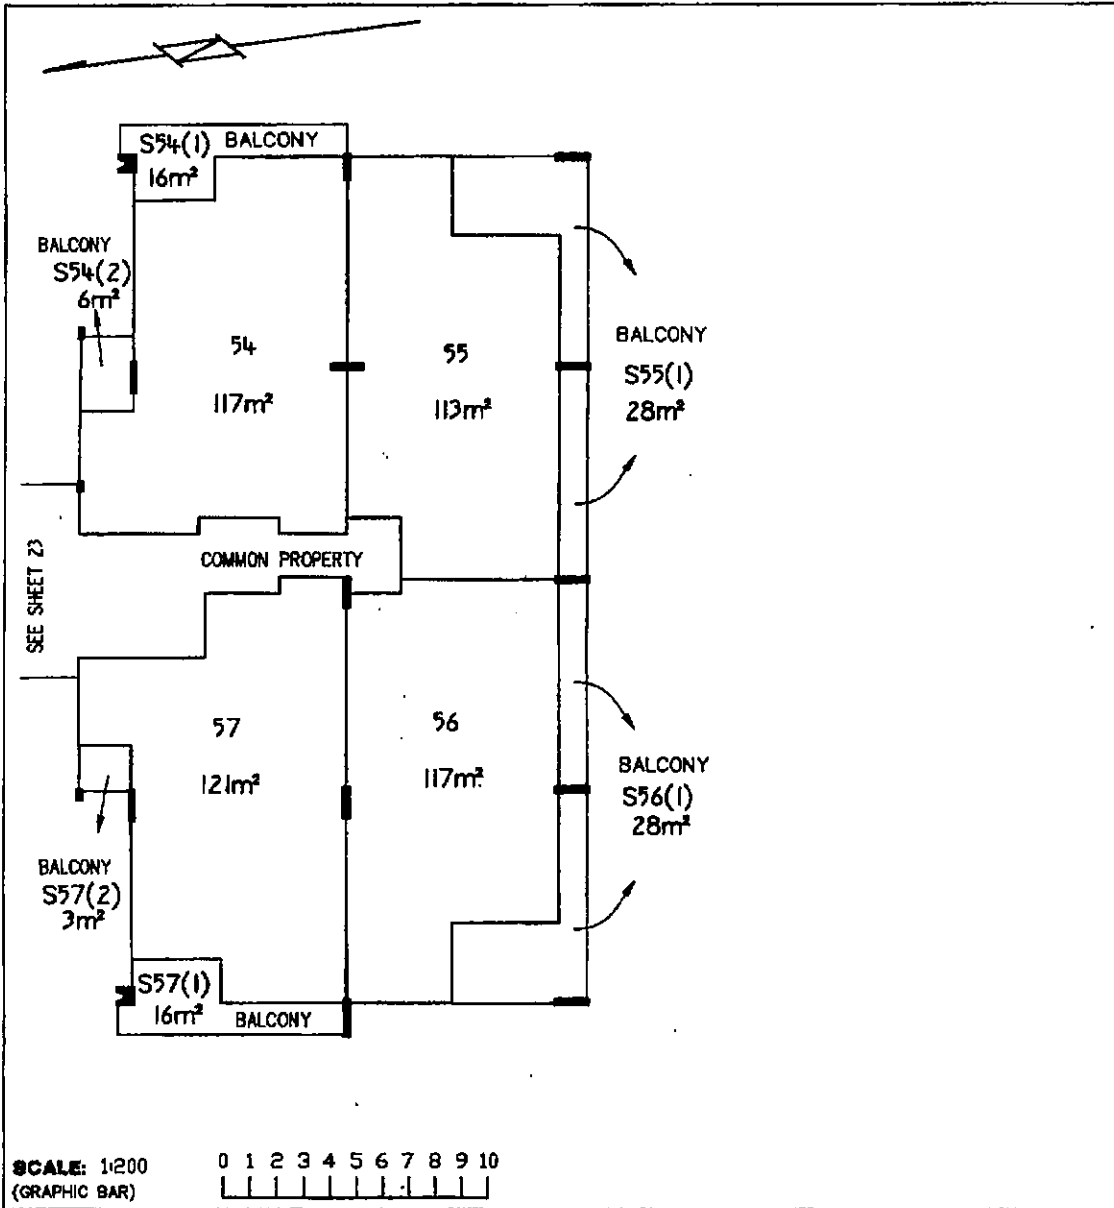 S54(1) BALCONY
16m²
BALCONY
S54(2)
6m²
54
117m²
55
113m²
BALCONY
S55(1)
28m²
COMMON PROPERTY
SEE SHEET 23
57
121m²
56
117m²
BALCONY
S56(1)
28m²
BALCONY
S57(2)
3m²
S57(1)
16m² BALCONY
SCALE: 1:200
(GRAPHIC BAR)
0 1 2 3 4 5 6 7 8 9 10